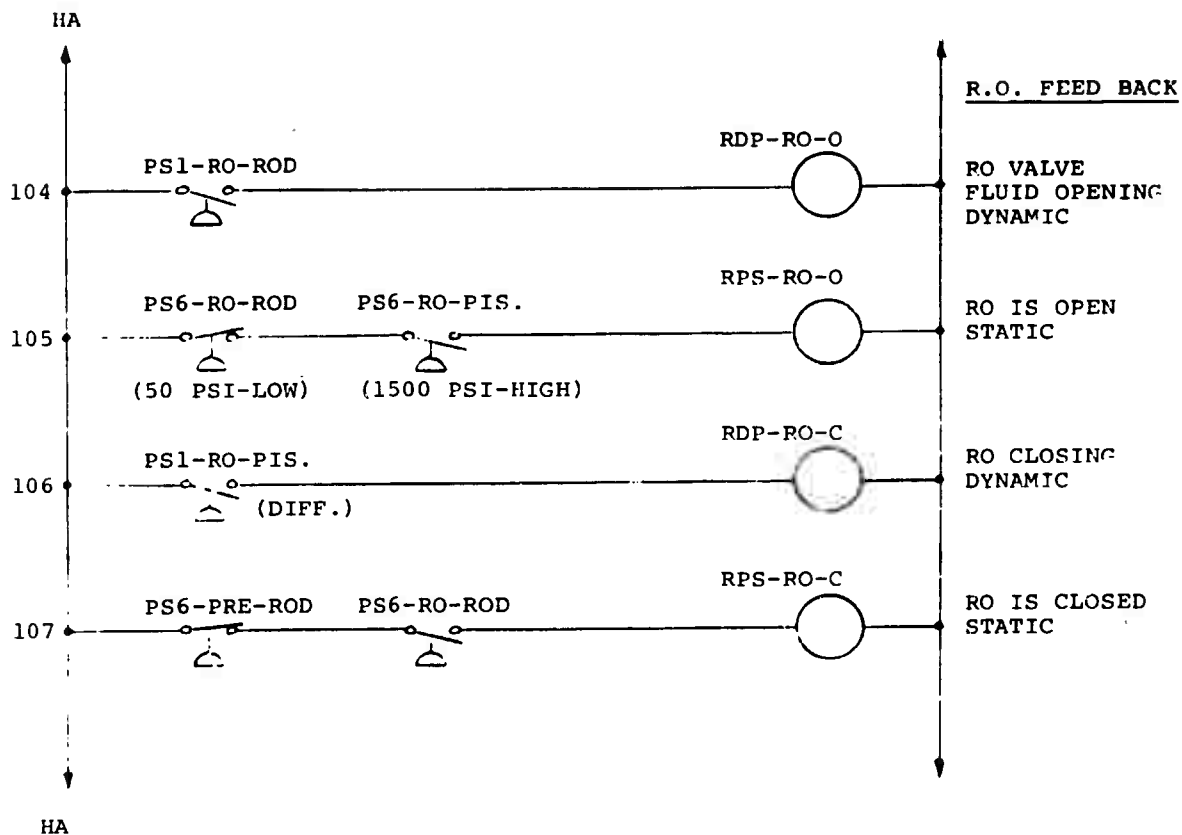 HA
R.O. FEED BACK
PS1-RO-ROD
RDP-RO-O
104
RO VALVE
FLUID OPENING
DYNAMIC
PS6-RO-ROD
PS6-RO-PIS.
RPS-RO-O
105
RO IS OPEN
STATIC
(50 PSI-LOW)
(1500 PSI-HIGH)
PS1-RO-PIS.
RDP-RO-C
106
(DIFF.)
RO CLOSING
DYNAMIC
PS6-PRE-ROD
PS6-RO-ROD
RPS-RO-C
107
RO IS CLOSED
STATIC
HA